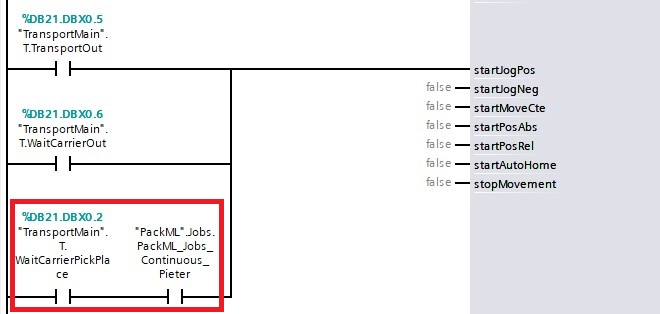 %DB21.DBX0.5
"TransportMain".
T.TransportOut
startJogPos
false startJogNeg
false startMoveCte
%DB21.DBX0.6
"TransportMain".
T.WaitCarrierOut
false startPosAbs
false startPosRel
false startAutoHome
false stopMovement
%DB21.DBX0.2
"TransportMain".
T.
WaitCarrierPickPla
ce
"PackML".Jobs.
PackML_Jobs_
Continuous_
Pieter